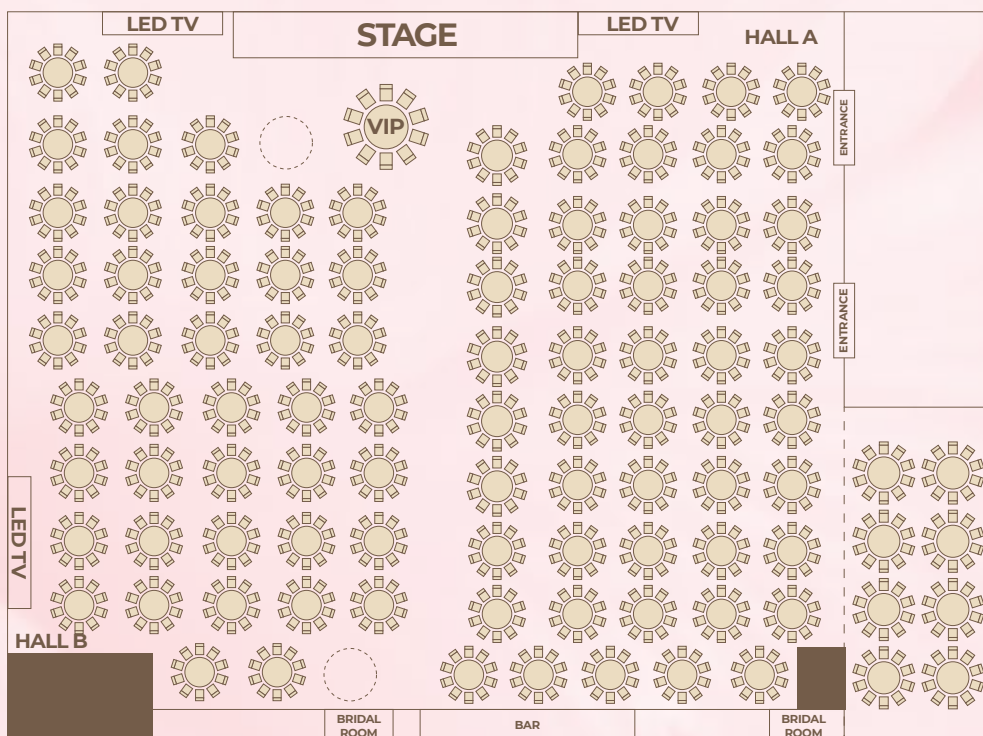 LED TV
STAGE
LED TV
HALL A
VIP
ENTRANCE
ENTRANCE
LED TV
HALL B
BRIDAL
ROOM
BAR
BRIDAL
ROOM